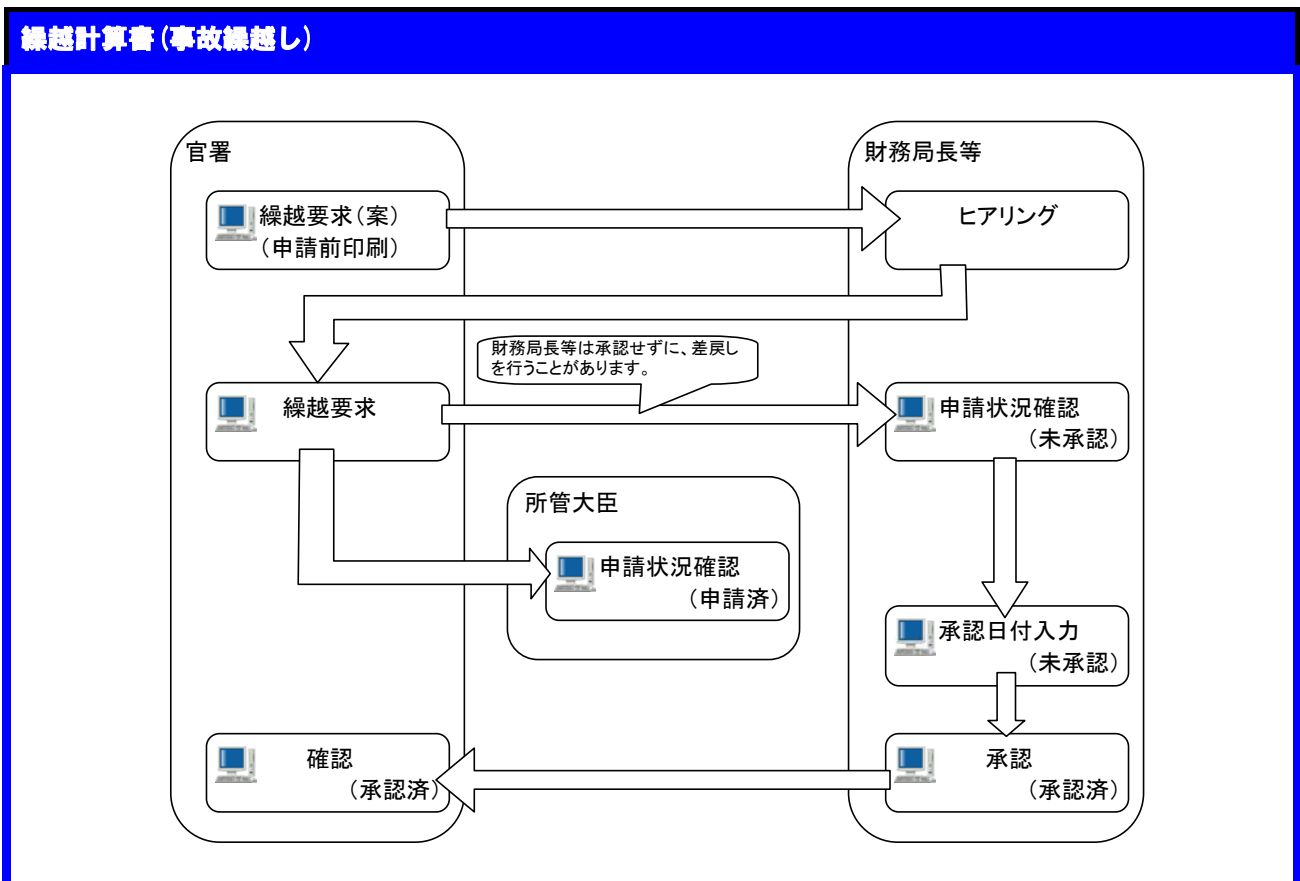 繰越計算書(事故繰越し)
官署
財務局長等
繰越要求(案)
(申請前印刷)
ヒアリング
財務局長等は承認せずに、差戻し
を行うことがあります。
繰越要求
申請状況確認
(未承認)
所管大臣
申請状況確認
(申請済)
承認日付入力
(未承認)
確認
(承認済)
承認
(承認済)